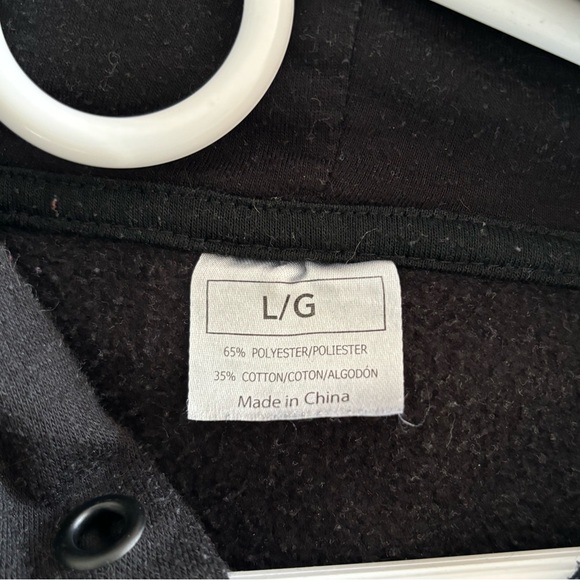 L/G
65% POLYESTER/POLIESTER
35% COTTON/COTON/ALGODÓN
Made in China